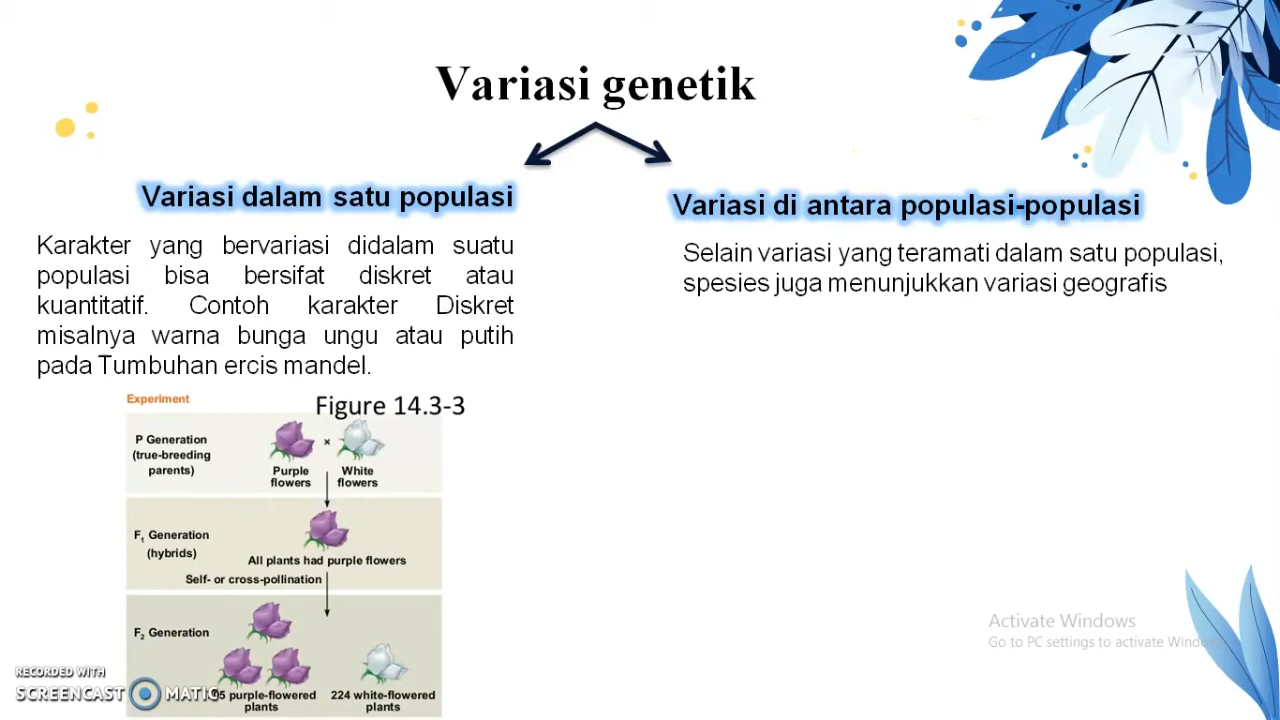 Variasi genetik
Variasi dalam satu populasi
Karakter yang bervariasi didalam suatu
populasi bisa bersifat diskret atau
kuantitatif. Contoh karakter Diskret
misalnya warna bunga ungu atau putih
pada Tumbuhan ercis mandel.
Variasi di antara populasi-populasi
Selain variasi yang teramati dalam satu populasi,
spesies juga menunjukkan variasi geografis
Experiment
Figure 14.3-3
P Generation
(true-breeding
parents)
×
Purple
flowers
White
flowers
F1 Generation
(hybrids)
All plants had purple flowers
Self- or cross-pollination
F2 Generation
purple-flowered
plants
224 white-flowered
plants
RECORDED WITH
SCREENCAST MATIC
Activate Windows
Go to PC settings to activate Windows